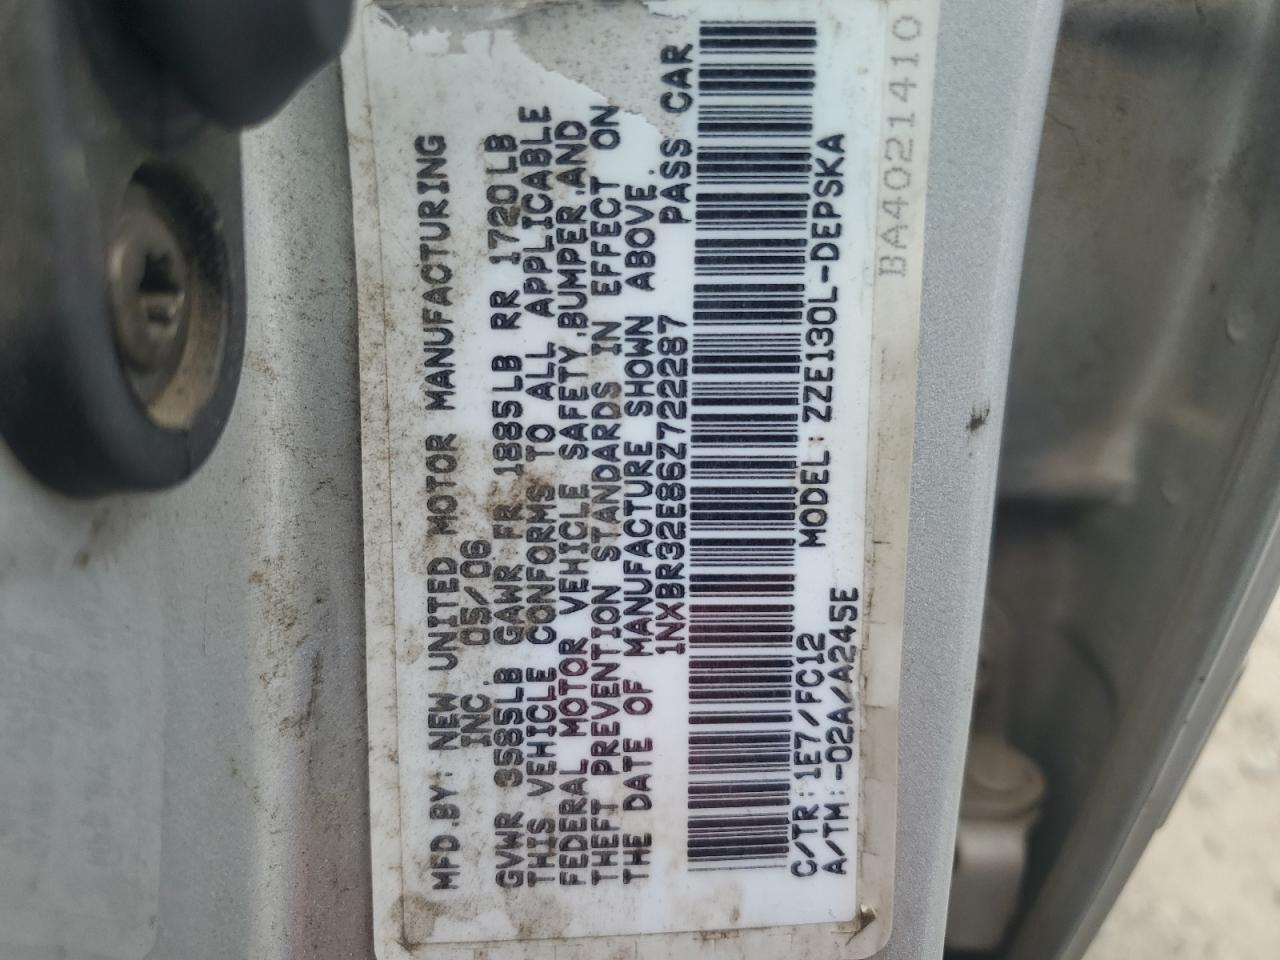 MFD.BY: NEW UNITED MOTOR MANUFACTURING
INC. 05/06
GVWR 3585LB GAWR FR 1885LB RR 1720LB
THIS VEHICLE CONFORMS TO ALL APPLICABLE
FEDERAL MOTOR VEHICLE SAFETY,BUMPER,AND
THEFT PREVENTION STANDARDS IN EFFECT ON
THE DATE OF MANUFACTURE SHOWN ABOVE.
1NXBR32E86Z722287 PASS CAR
C/TR:1E7/FC12 MODEL:ZZE130L-DEPSKA
A/TM:-02A/A245E
BA4021410